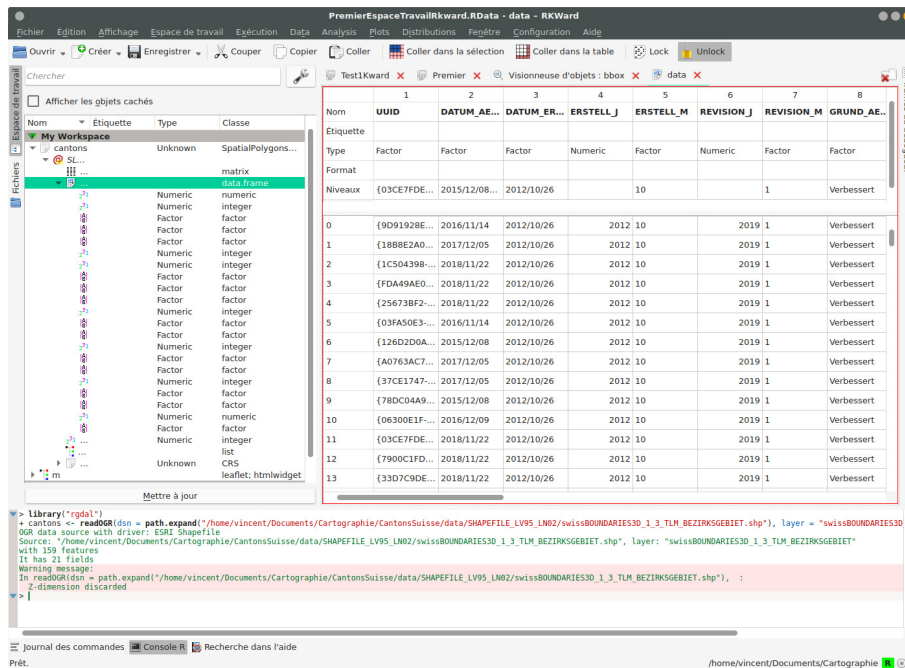 PremierEspaceTravailRkward.RData - data – RKWard
Fichier Édition Affichage Espace de travail Exécution Data Analysis Plots Distributions Fenêtre Configuration Aide
Ouvrir Créer Enregistrer Couper Copier Coller Coller dans la sélection Coller dans la table Lock Unlock
Espace de travail
Fichiers
Chercher
Afficher les objets cachés
Nom Étiquette Type Classe
My Workspace
cantons Unknown SpatialPolygons...
@ SL...
... matrix
... data.frame
Numeric numeric
Numeric integer
Factor factor
Factor factor
Numeric integer
Numeric integer
Factor factor
Factor factor
Factor factor
Numeric integer
Factor factor
Factor factor
Numeric integer
Factor factor
Factor factor
Numeric integer
Factor factor
Factor factor
Numeric numeric
Factor factor
... Numeric integer
... list
... Unknown CRS
m leaflet; htmlwidget
Mettre à jour
Test1Kward Premier Visionneuse d'objets : bbox data
1 2 3 4 5 6 7 8
Nom UUID DATUM_AE... DATUM_ER... ERSTELL_J ERSTELL_M REVISION_J REVISION_M GRUND_AE...
Étiquette
Type Factor Factor Factor Numeric Factor Numeric Factor Factor
Format
Niveaux {03CE7FDE... 2015/12/08... 2012/10/26 10 1 Verbessert
0 {9D91928E... 2016/11/14 2012/10/26 2012 10 2019 1 Verbessert
1 {18B8E2A0... 2017/12/05 2012/10/26 2012 10 2019 1 Verbessert
2 {1C504398-... 2018/11/22 2012/10/26 2012 10 2019 1 Verbessert
3 {FDA49AE0... 2018/11/22 2012/10/26 2012 10 2019 1 Verbessert
4 {25673BF2-... 2018/11/22 2012/10/26 2012 10 2019 1 Verbessert
5 {03FA50E3-... 2016/11/14 2012/10/26 2012 10 2019 1 Verbessert
6 {126D2D0A... 2015/12/08 2012/10/26 2012 10 2019 1 Verbessert
7 {A0763AC7... 2017/12/05 2012/10/26 2012 10 2019 1 Verbessert
8 {37CE1747-... 2017/12/05 2012/10/26 2012 10 2019 1 Verbessert
9 {78DC04A9... 2015/12/08 2012/10/26 2012 10 2019 1 Verbessert
10 {06300E1F-... 2016/12/09 2012/10/26 2012 10 2019 1 Verbessert
11 {03CE7FDE... 2018/11/22 2012/10/26 2012 10 2019 1 Verbessert
12 {7900C1FD... 2018/11/22 2012/10/26 2012 10 2019 1 Verbessert
13 {33D7C9DE... 2018/11/22 2012/10/26 2012 10 2019 1 Verbessert
> library("rgdal")
+ cantons <- readOGR(dsn = path.expand("/home/vincent/Documents/Cartographie/CantonsSuisse/data/SHAPEFILE_LV95_LN02/swissBOUNDARIES3D_1_3_TLM_BEZIRKSGEBIET.shp"), layer = "swissBOUNDARIES3D
OGR data source with driver: ESRI Shapefile
Source: "/home/vincent/Documents/Cartographie/CantonsSuisse/data/SHAPEFILE_LV95_LN02/swissBOUNDARIES3D_1_3_TLM_BEZIRKSGEBIET.shp", layer: "swissBOUNDARIES3D_1_3_TLM_BEZIRKSGEBIET"
with 159 features
It has 21 fields
Warning message:
In readOGR(dsn = path.expand("/home/vincent/Documents/Cartographie/CantonsSuisse/data/SHAPEFILE_LV95_LN02/swissBOUNDARIES3D_1_3_TLM_BEZIRKSGEBIET.shp"), :
Z-dimension discarded
>
Journal des commandes Console R Recherche dans l'aide
Prêt. /home/vincent/Documents/Cartographie R